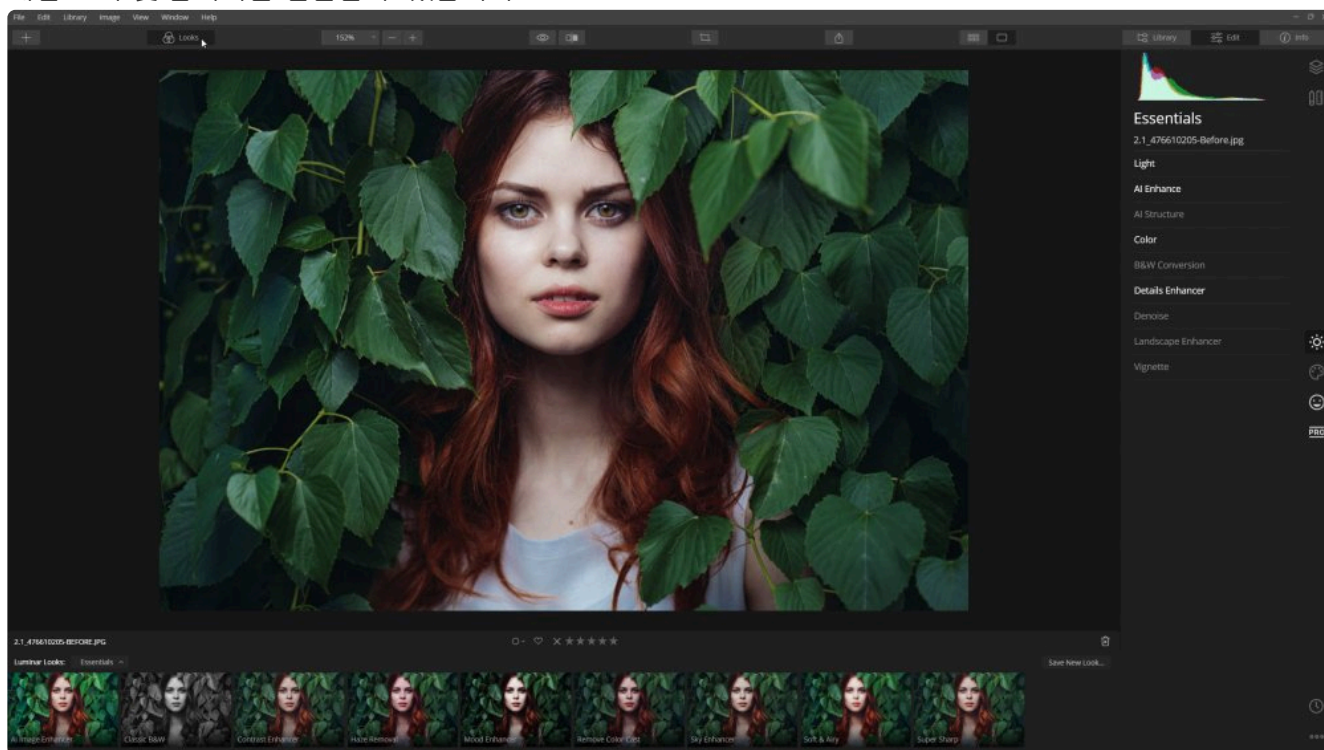 File Edit Library Image View Window Help
Looks 152% Library Edit Info
Essentials
2.1_476610205-Before.jpg
Light
AI Enhance
AI Structure
Color
B&W Conversion
Details Enhancer
Denoise
Landscape Enhancer
Vignette
PRO
2.1_476610205-BEFORE.JPG
Luminar Looks: Essentials Save New Look...
AI Image Enhancer Classic B&W Contrast Enhancer Haze Removal Mood Enhancer Remove Color Cast Sky Enhancer Soft & Airy Super Sharp